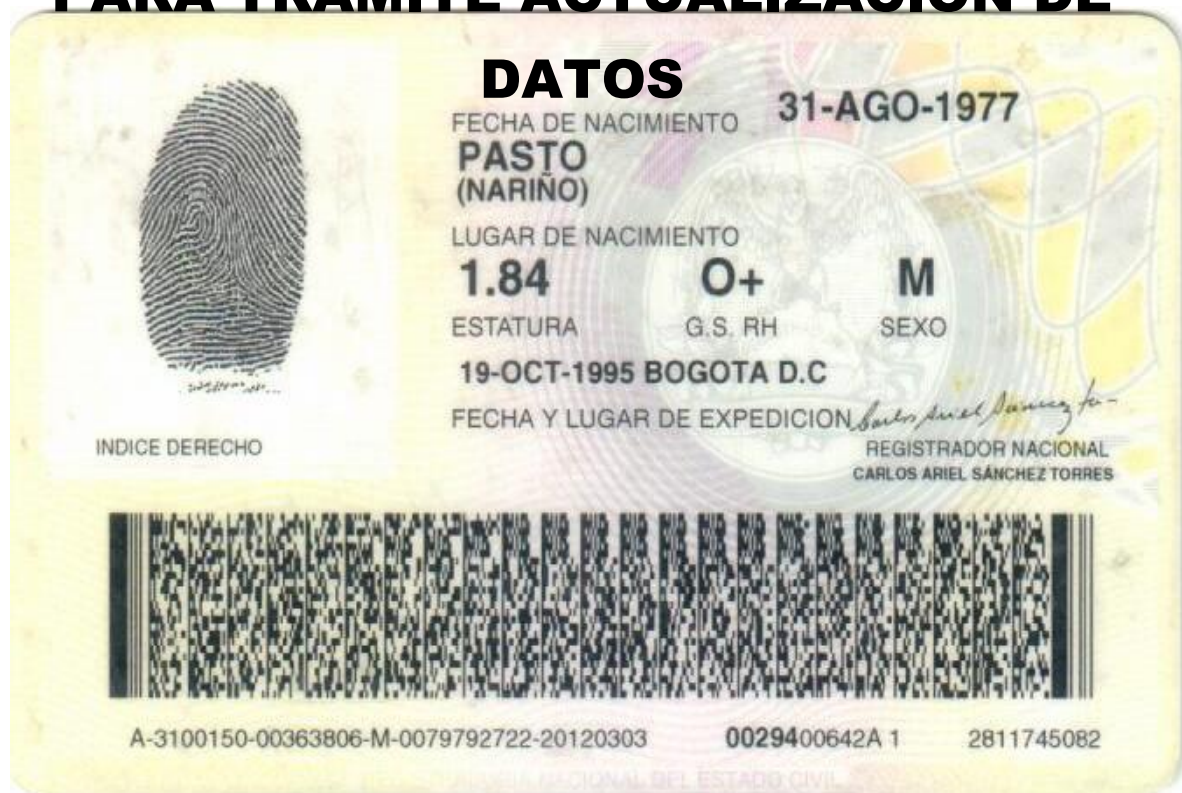 PARA TRAMITE ACTUALIZACION DE
DATOS
31-AGO-1977
FECHA DE NACIMIENTO
PASTO
(NARIÑO)
LUGAR DE NACIMIENTO
1.84 O+ M
ESTATURA G.S. RH SEXO
19-OCT-1995 BOGOTA D.C
FECHA Y LUGAR DE EXPEDICION
INDICE DERECHO
REGISTRADOR NACIONAL
CARLOS ARIEL SÁNCHEZ TORRES
A-3100150-00363806-M-0079792722-20120303 0029400642A 1 2811745082
NACIONAL DEL ESTADO CIVIL